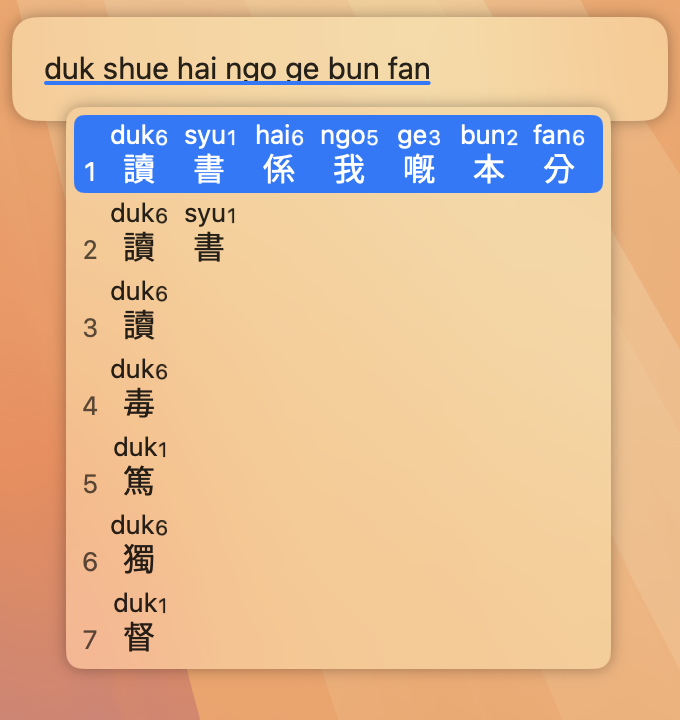 duk shue hai ngo ge bun fan
duk6 syu1 hai6 ngo5 ge3 bun2 fan6
1 讀 書 係 我 嘅 本 分
duk6 syu1
2 讀 書
duk6
3 讀
duk6
4 毒
duk1
5 篤
duk6
6 獨
duk1
7 督